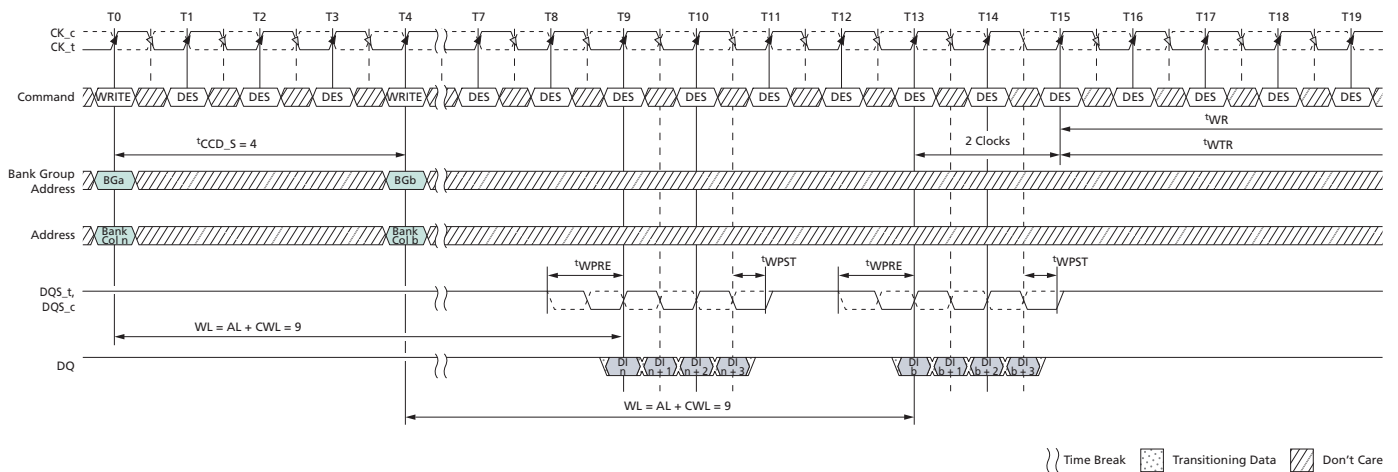 T0 T1 T2 T3 T4 T7 T8 T9 T10 T11 T12 T13 T14 T15 T16 T17 T18 T19
CK_c
CK_t
Command WRITE DES DES DES WRITE DES DES DES DES DES DES DES DES DES DES DES DES DES
tWR
tCCD_S = 4 2 Clocks
tWTR
Bank Group
Address BGa BGb
Address Bank
Col n Bank
Col b
tWPRE tWPST tWPRE tWPST
DQS_t,
DQS_c
WL = AL + CWL = 9
DQ DI
n DI
n + 1 DI
n + 2 DI
n + 3 DI
b DI
b + 1 DI
b + 2 DI
b + 3
WL = AL + CWL = 9
Time Break Transitioning Data Don't Care